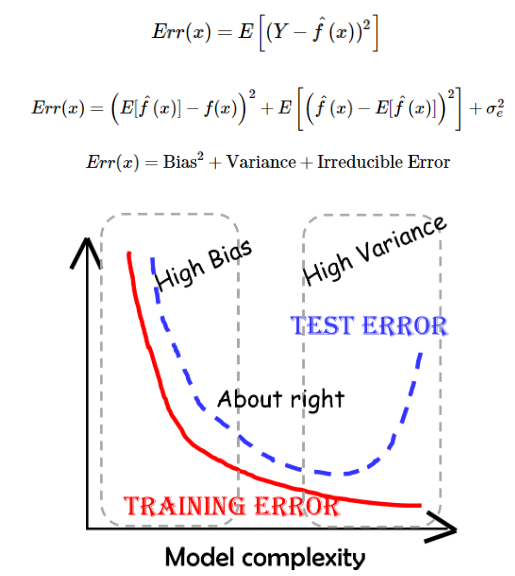 Err(x) = E[(Y − f̂(x))²]
Err(x) = (E[f̂(x)] − f(x))² + E[(f̂(x) − E[f̂(x)])²] + σₑ²
Err(x) = Bias² + Variance + Irreducible Error
High Bias
High Variance
TEST ERROR
About right
TRAINING ERROR
Model complexity